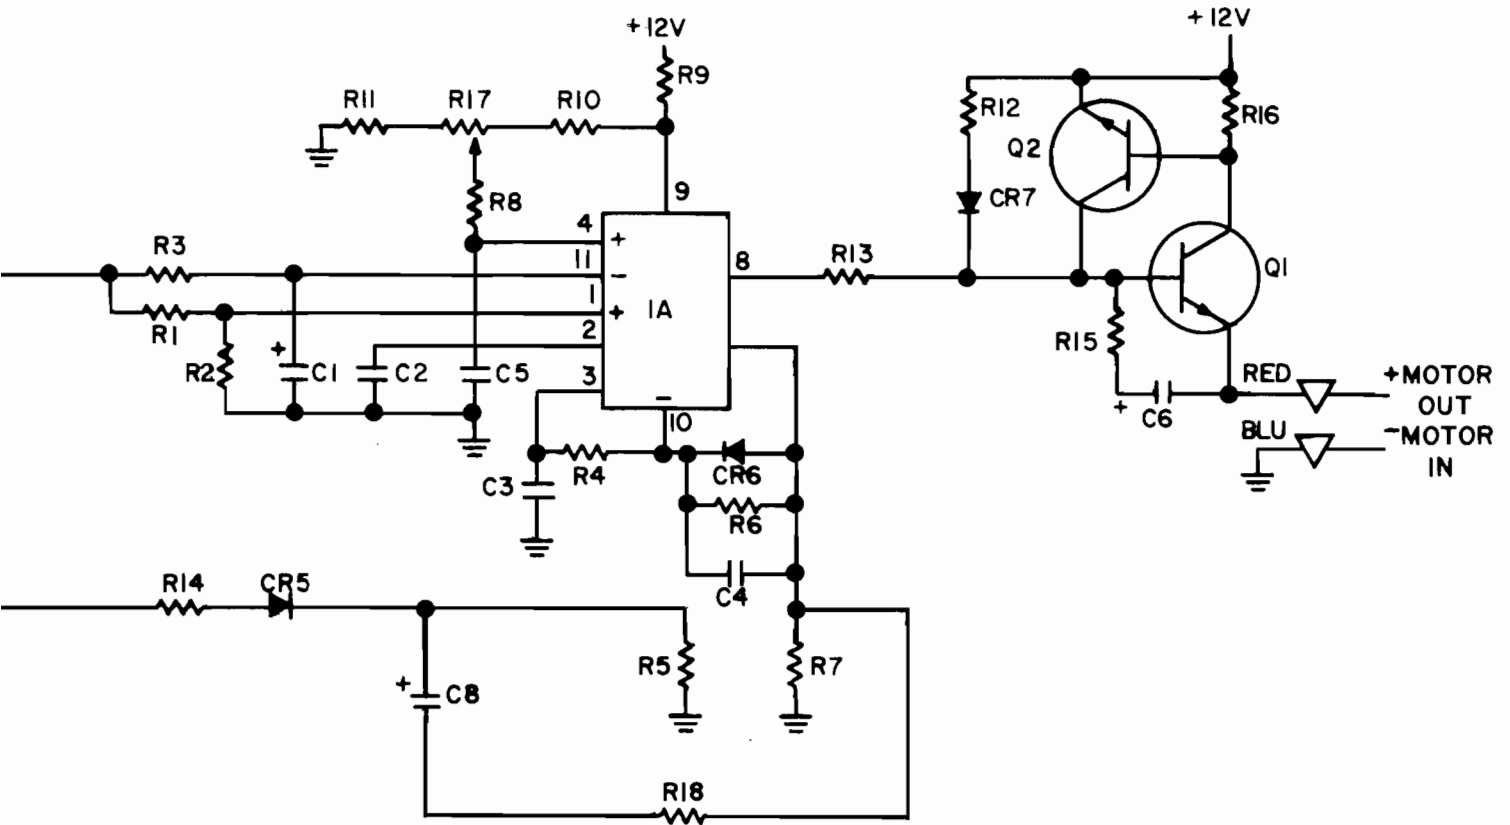 +12V
+12V
R9
R11
R17
R10
R12
R16
Q2
R8
9
CR7
4
+
R3
11
-
8
R13
Q1
1
+
1A
R1
2
R15
R2
+
C1
C2
C5
3
RED
+MOTOR
OUT
-
10
+
C6
BLU
-MOTOR
IN
R4
CR6
C3
R6
R14
CR5
C4
R5
R7
+
C8
R18